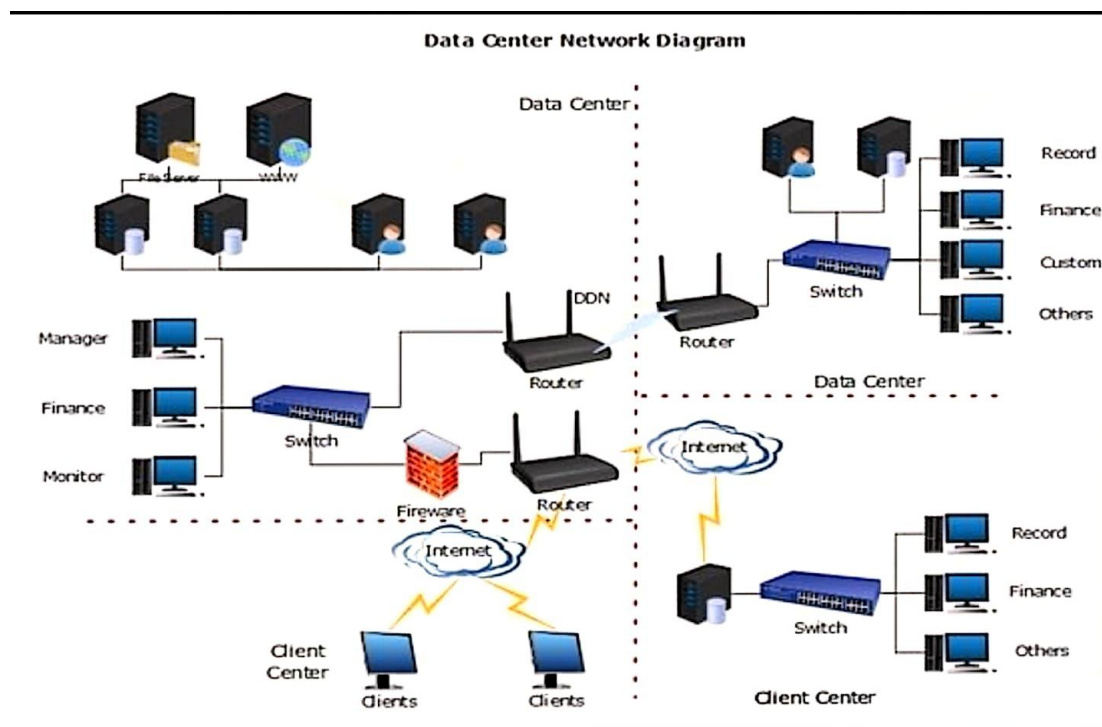 Data Center Network Diagram
Data Center
File Server
WWW
DDN
Router
Manager
Finance
Monitor
Switch
Fireware
Router
Record
Finance
Custom
Others
Switch
Router
Data Center
Internet
Internet
Client
Center
Clients
Clients
Record
Finance
Others
Switch
Client Center